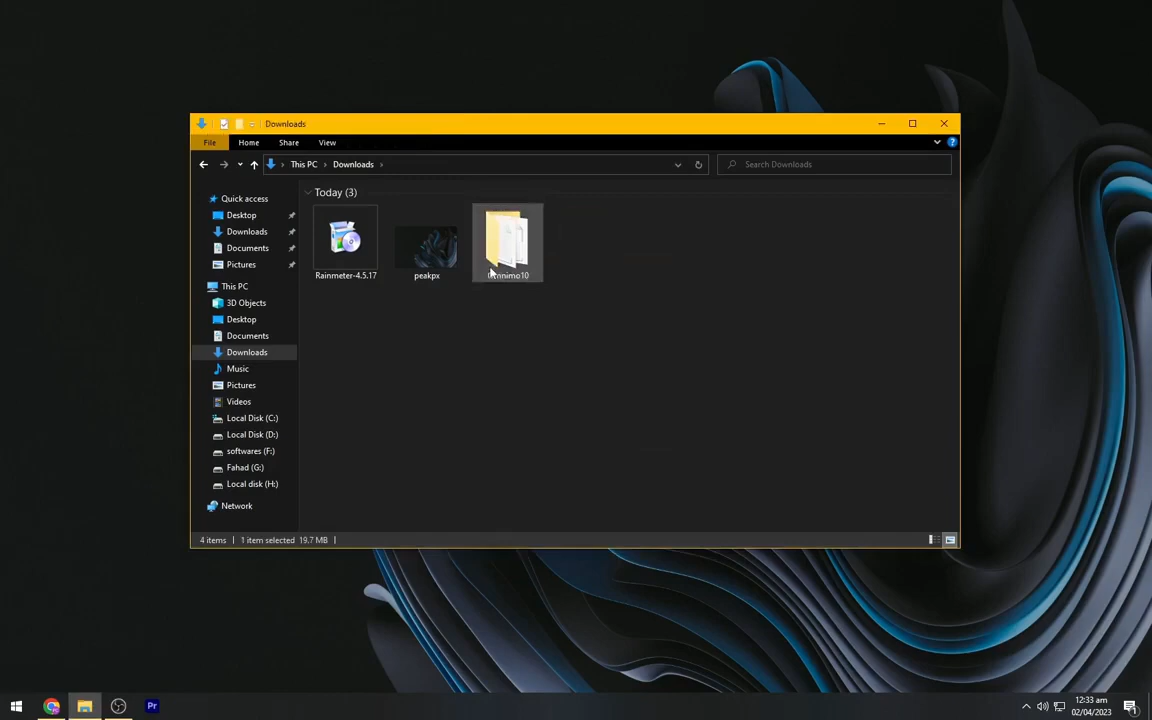 Downloads
File Home Share View
This PC Downloads Search Downloads
Quick access
Desktop
Downloads
Documents
Pictures
This PC
3D Objects
Desktop
Documents
Downloads
Music
Pictures
Videos
Local Disk (C:)
Local Disk (D:)
softwares (F:)
Fahad (G:)
Local disk (H:)
Network
Today (3)
Rainmeter-4.5.17
peakpx
4 items 1 item selected 19.7 MB
Pr
12:33 am
02/04/2023